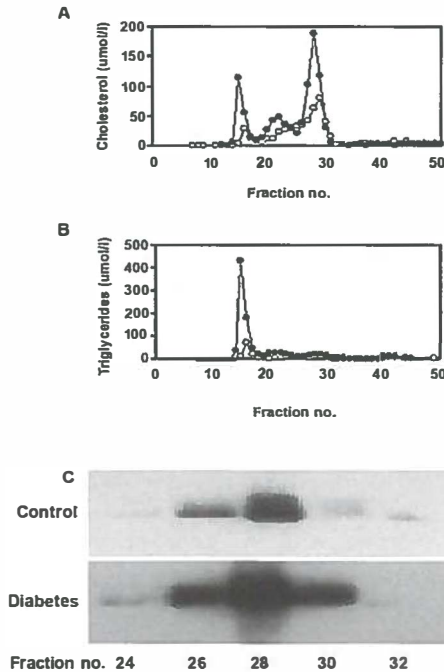 A
Cholesterol (umol/l)
200
150
100
50
0
0 10 20 30 40 50
Fraction no.
B
Triglycerides (umol/l)
500
400
300
200
100
0
0 10 20 30 40 50
Fraction no.
C
Control
Diabetes
Fraction no. 24 26 28 30 32